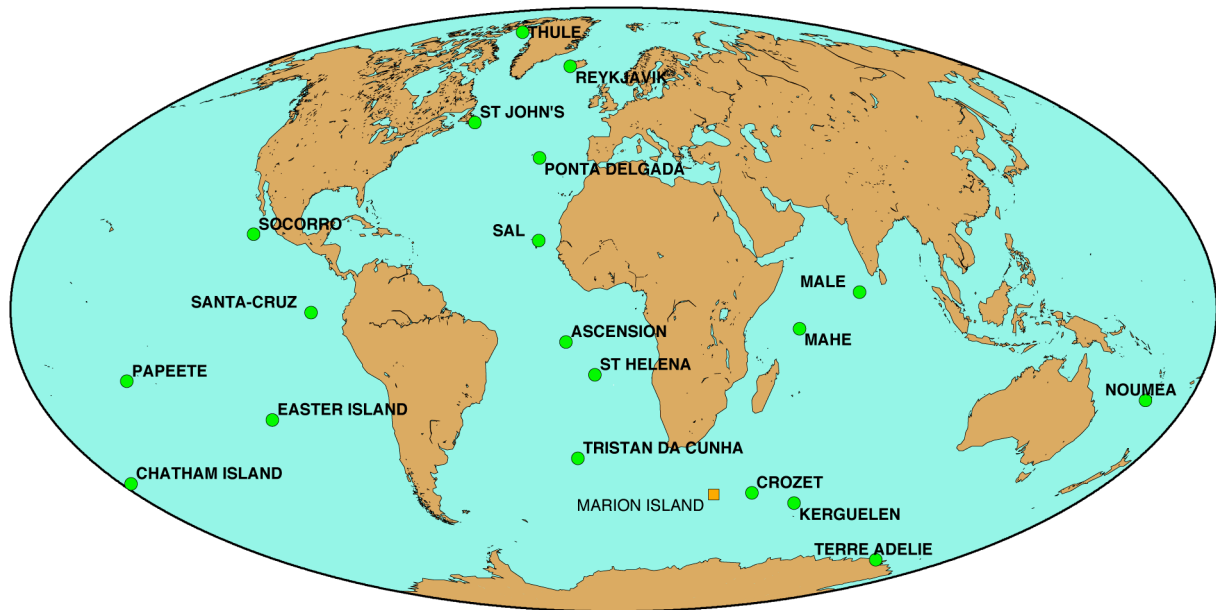 THULE
REYKJAVIK
ST JOHN'S
PONTA DELGADA
SOCORRO
SAL
MALE
SANTA-CRUZ
ASCENSION
MAHE
ST HELENA
PAPEETE
NOUMEA
EASTER ISLAND
TRISTAN DA CUNHA
CHATHAM ISLAND
CROZET
MARION ISLAND
KERGUELEN
TERRE ADELIE